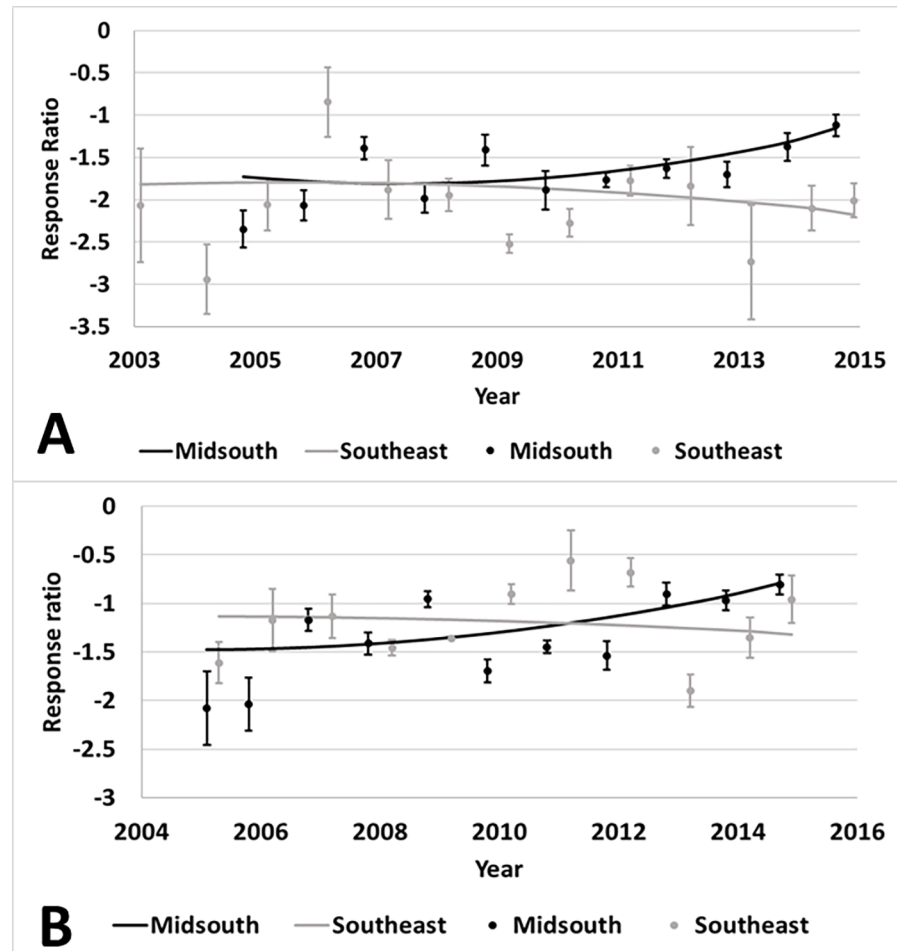 0
-0.5
-1
-1.5
-2
-2.5
-3
-3.5
Response Ratio
2003 2005 2007 2009 2011 2013 2015
Year
A
Midsouth Southeast Midsouth Southeast
0
-0.5
-1
-1.5
-2
-2.5
-3
Response ratio
2004 2006 2008 2010 2012 2014 2016
Year
B
Midsouth Southeast Midsouth Southeast